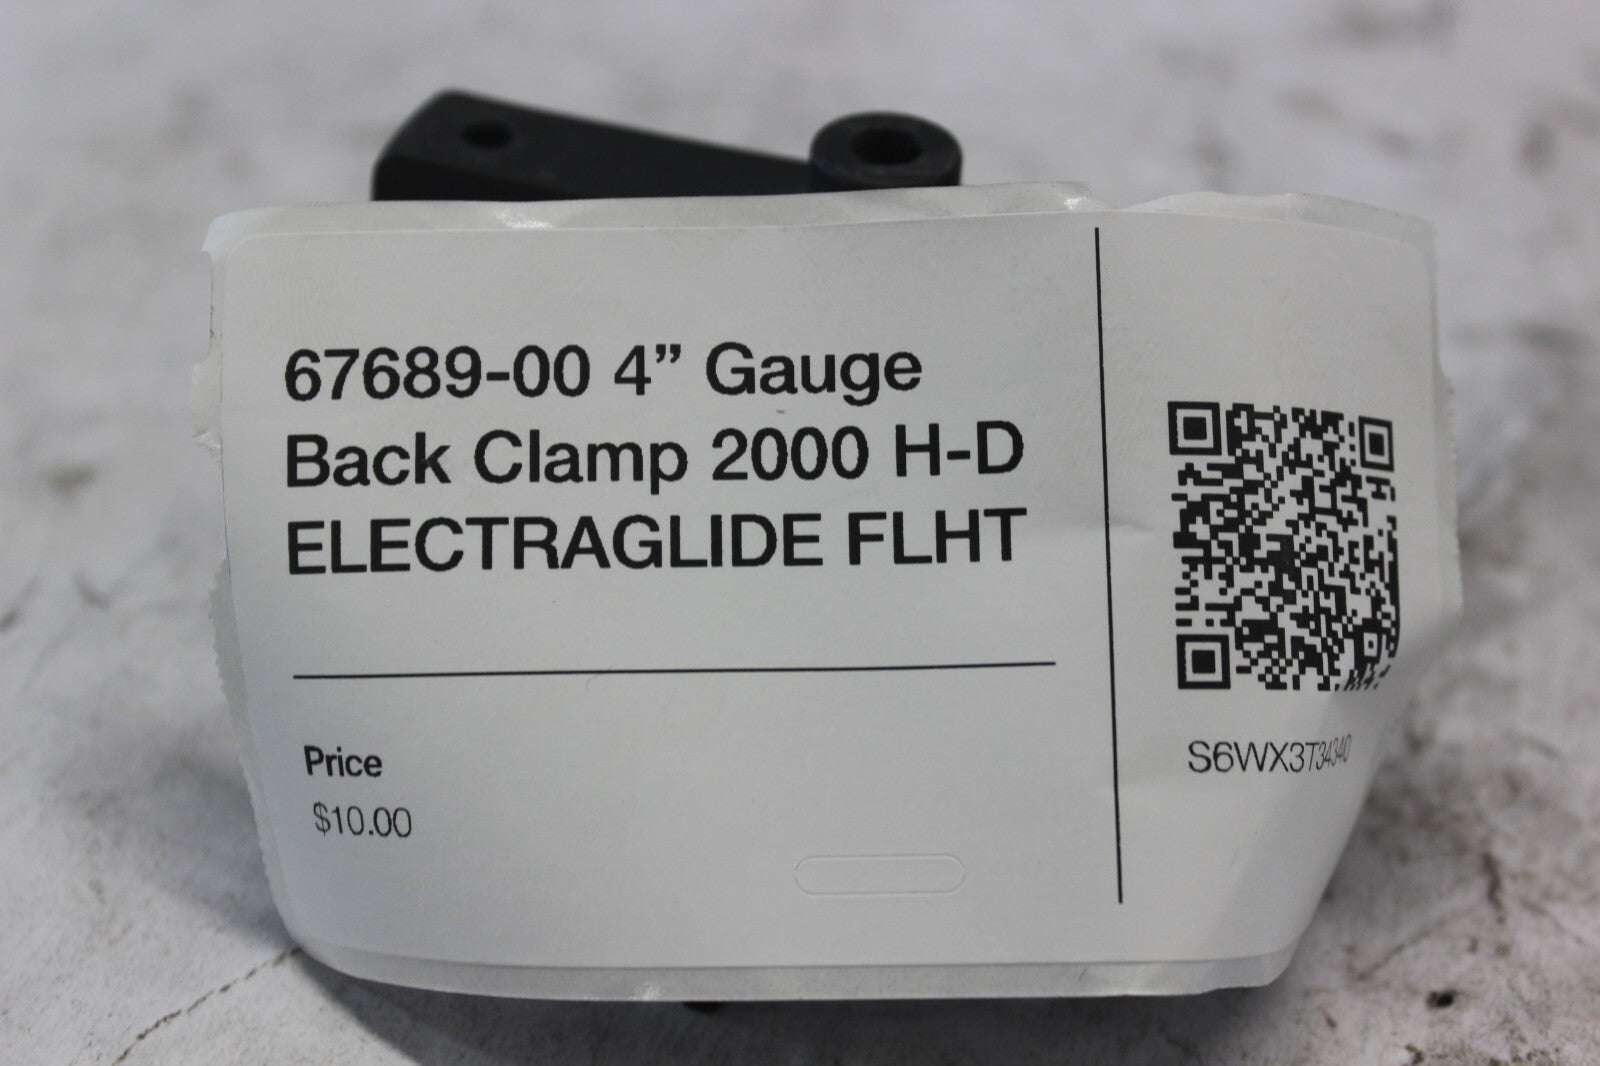 67689-00 4” Gauge
Back Clamp 2000 H-D
ELECTRAGLIDE FLHT
Price
$10.00
S6WX3T34340